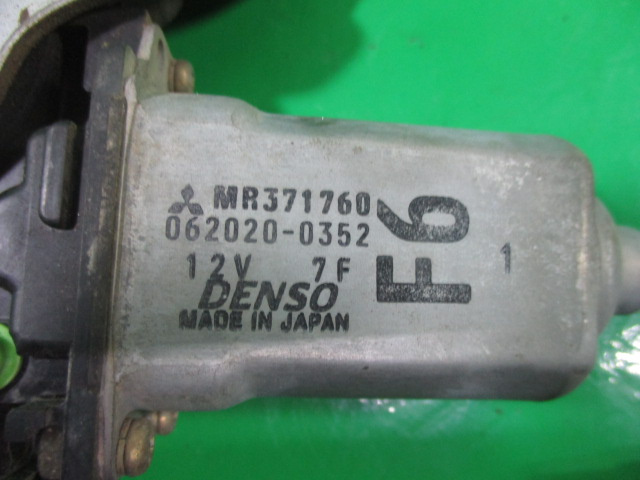 MR371760
062020-0352
12V 7F
DENSO
MADE IN JAPAN
F6
1